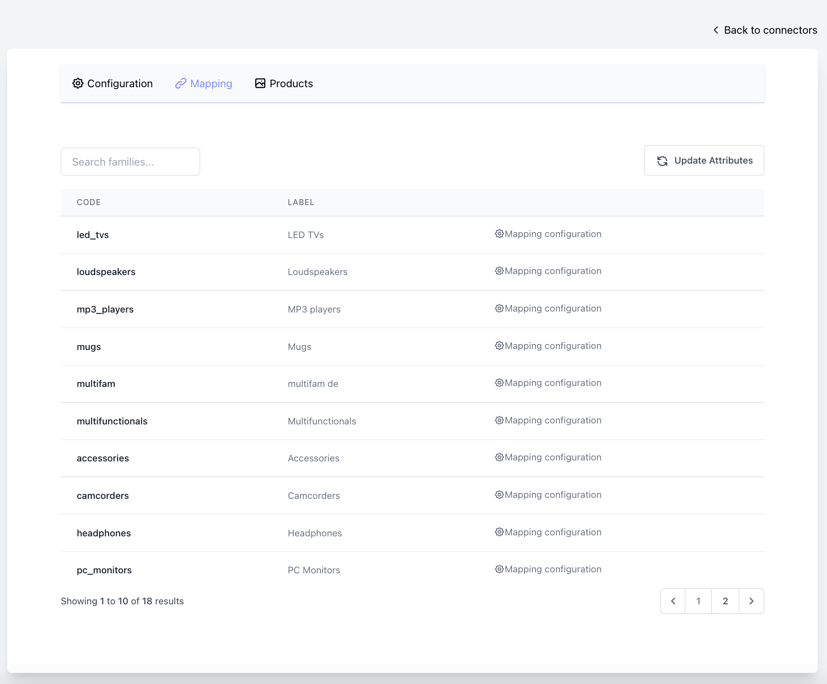 Back to connectors
Configuration Mapping Products
Search families... Update Attributes
CODE LABEL
led_tvs LED TVs Mapping configuration
loudspeakers Loudspeakers Mapping configuration
mp3_players MP3 players Mapping configuration
mugs Mugs Mapping configuration
multifam multifam de Mapping configuration
multifunctionals Multifunctionals Mapping configuration
accessories Accessories Mapping configuration
camcorders Camcorders Mapping configuration
headphones Headphones Mapping configuration
pc_monitors PC Monitors Mapping configuration
Showing 1 to 10 of 18 results 1 2